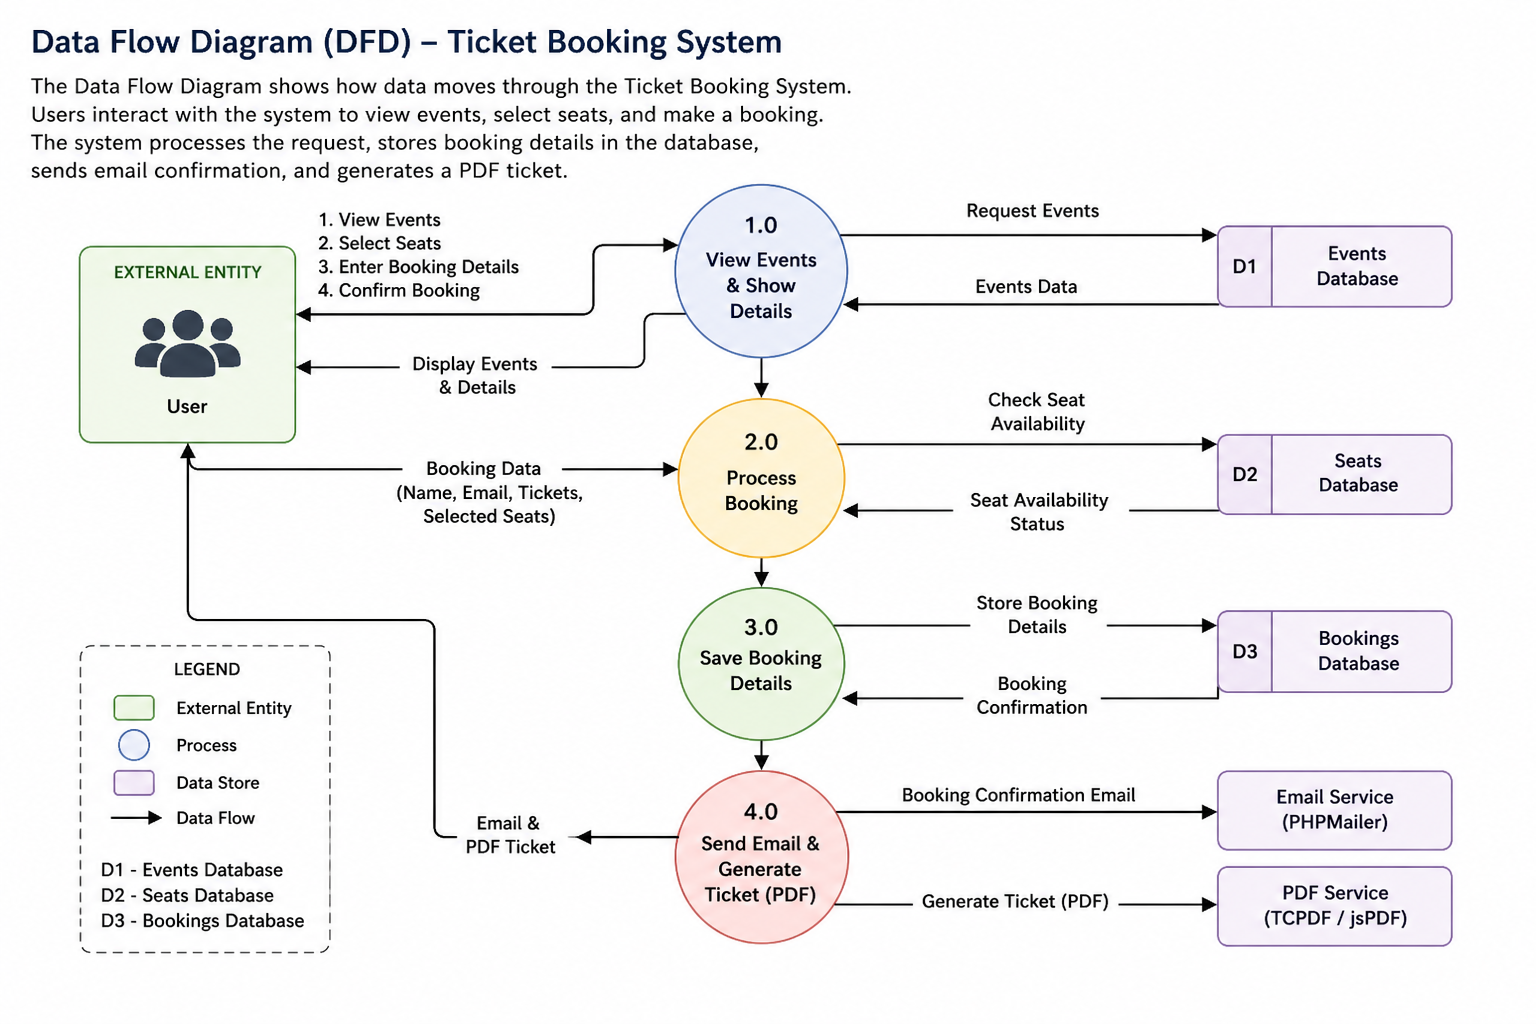 Data Flow Diagram (DFD) – Ticket Booking System
The Data Flow Diagram shows how data moves through the Ticket Booking System.
Users interact with the system to view events, select seats, and make a booking.
The system processes the request, stores booking details in the database,
sends email confirmation, and generates a PDF ticket.
1. View Events
2. Select Seats
3. Enter Booking Details
4. Confirm Booking
EXTERNAL ENTITY
User
Display Events
& Details
1.0
View Events
& Show
Details
Request Events
Events Data
D1
Events
Database
Booking Data
(Name, Email, Tickets,
Selected Seats)
2.0
Process
Booking
Check Seat
Availability
Seat Availability
Status
D2
Seats
Database
3.0
Save Booking
Details
Store Booking
Details
Booking
Confirmation
D3
Bookings
Database
Email &
PDF Ticket
4.0
Send Email &
Generate
Ticket (PDF)
Booking Confirmation Email
Email Service
(PHPMailer)
Generate Ticket (PDF)
PDF Service
(TCPDF / jsPDF)
LEGEND
External Entity
Process
Data Store
Data Flow
D1 - Events Database
D2 - Seats Database
D3 - Bookings Database